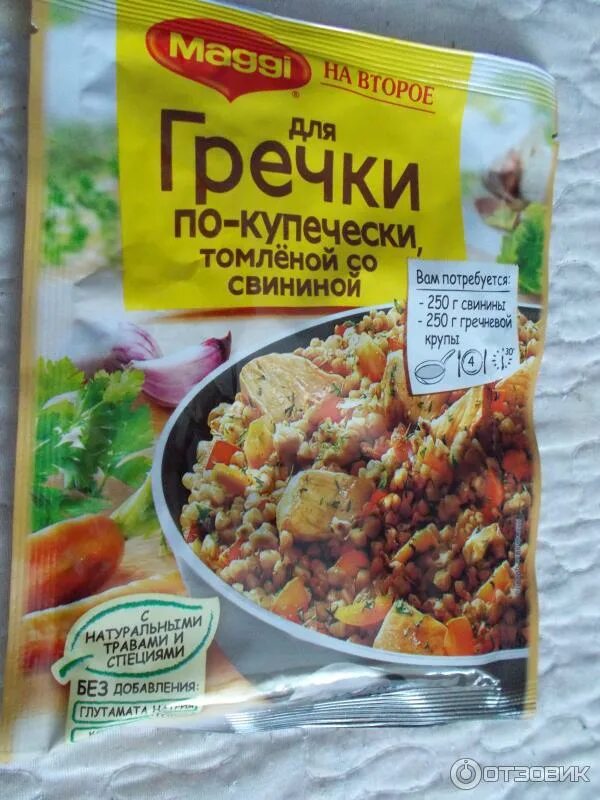 Maggi ®
НА ВТОРОЕ
для
Гречки
по-купечески,
томлёной со
свининой
Вам потребуется:
- 250 г свинины
- 250 г гречневой
крупы
4
30'
С
НАТУРАЛЬНЫМИ
ТРАВАМИ И
СПЕЦИЯМИ
БЕЗ ДОБАВЛЕНИЯ:
ГЛУТАМАТА
ОТЗОВИК